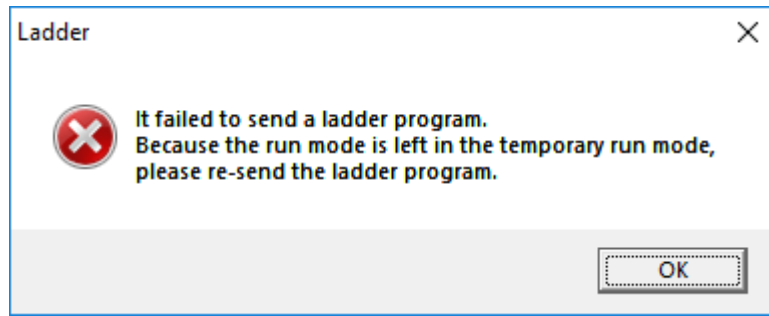 Ladder
It failed to send a ladder program.
Because the run mode is left in the temporary run mode,
please re-send the ladder program.
OK